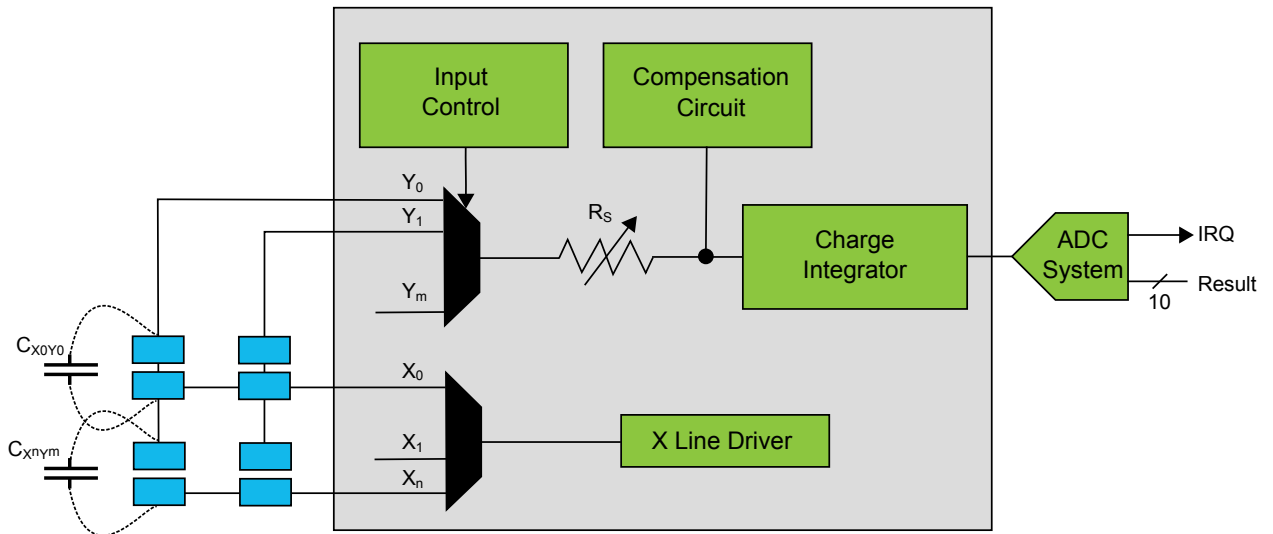 Input
Control
Compensation
Circuit
Y0
Y1
RS
Charge
Integrator
ADC
System
IRQ
Result
10
Ym
CX0Y0
X0
CXnYm
X1
X Line Driver
Xn